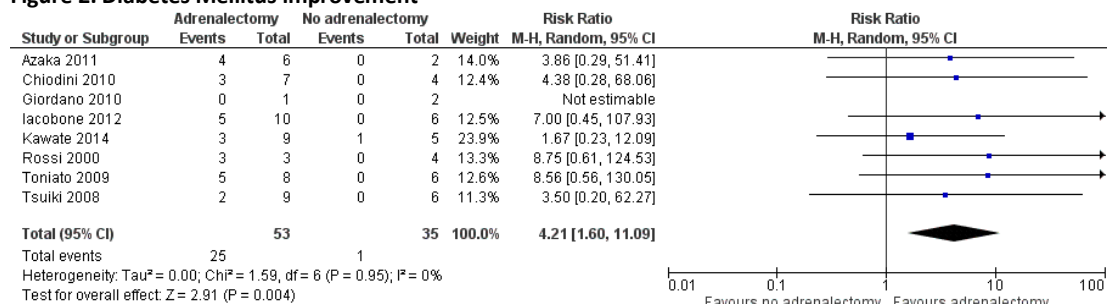 Figure 2. Diabetes Mellitus improvement
Adrenalectomy No adrenalectomy Risk Ratio Risk Ratio
Study or Subgroup Events Total Events Total Weight M-H, Random, 95% CI M-H, Random, 95% CI
Azaka 2011 4 6 0 2 14.0% 3.86 [0.29, 51.41]
Chiodini 2010 3 7 0 4 12.4% 4.38 [0.28, 68.06]
Giordano 2010 0 1 0 2 Not estimable
Iacobone 2012 5 10 0 6 12.5% 7.00 [0.45, 107.93]
Kawate 2014 3 9 1 5 23.9% 1.67 [0.23, 12.09]
Rossi 2000 3 3 0 4 13.3% 8.75 [0.61, 124.53]
Toniato 2009 5 8 0 6 12.6% 8.56 [0.56, 130.05]
Tsuiki 2008 2 9 0 6 11.3% 3.50 [0.20, 62.27]
Total (95% CI) 53 35 100.0% 4.21 [1.60, 11.09]
Total events 25 1
Heterogeneity: Tau² = 0.00; Chi² = 1.59, df = 6 (P = 0.95); I² = 0%
Test for overall effect: Z = 2.91 (P = 0.004)
0.01 0.1 1 10 100
Favours no adrenalectomy Favours adrenalectomy